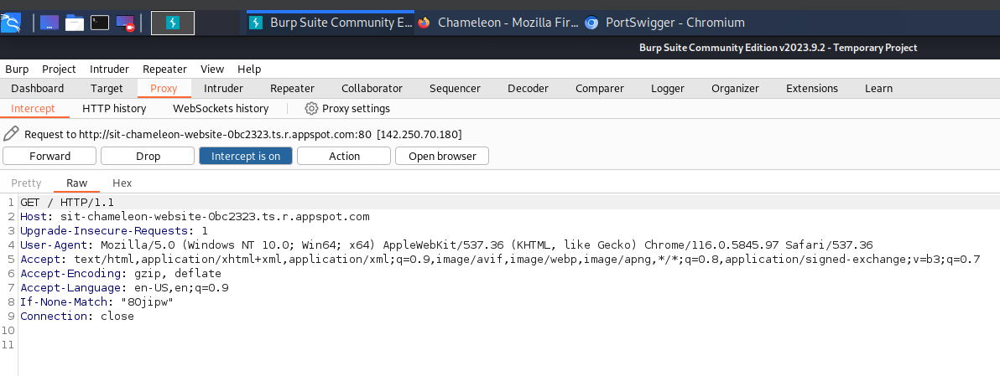 Burp Suite Community E... Chameleon - Mozilla Fir... PortSwigger - Chromium
Burp Suite Community Edition v2023.9.2 - Temporary Project
Burp Project Intruder Repeater View Help
Dashboard Target Proxy Intruder Repeater Collaborator Sequencer Decoder Comparer Logger Organizer Extensions Learn
Intercept HTTP history WebSockets history Proxy settings
Request to http://sit-chameleon-website-0bc2323.ts.r.appspot.com:80 [142.250.70.180]
Forward Drop Intercept is on Action Open browser
Pretty Raw Hex
1 GET / HTTP/1.1
2 Host: sit-chameleon-website-0bc2323.ts.r.appspot.com
3 Upgrade-Insecure-Requests: 1
4 User-Agent: Mozilla/5.0 (Windows NT 10.0; Win64; x64) AppleWebKit/537.36 (KHTML, like Gecko) Chrome/116.0.5845.97 Safari/537.36
5 Accept: text/html,application/xhtml+xml,application/xml;q=0.9,image/avif,image/webp,image/apng,*/*;q=0.8,application/signed-exchange;v=b3;q=0.7
6 Accept-Encoding: gzip, deflate
7 Accept-Language: en-US,en;q=0.9
8 If-None-Match: "80jipw"
9 Connection: close
10
11